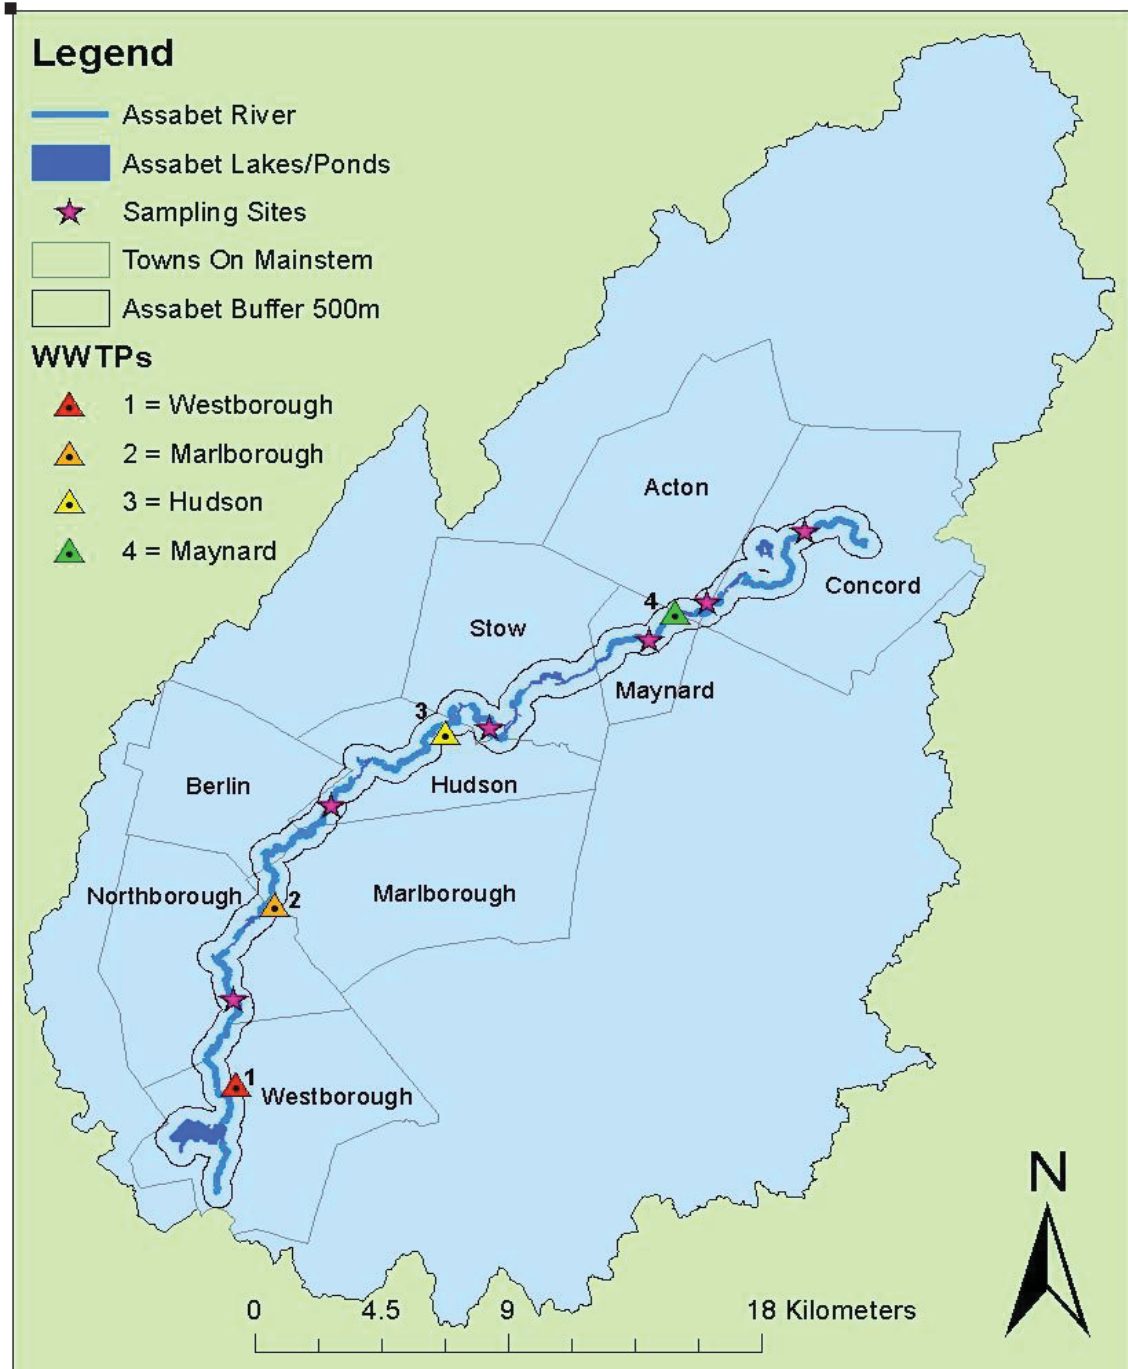 Legend
Assabet River
Assabet Lakes/Ponds
Sampling Sites
Towns On Mainstem
Assabet Buffer 500m
WWTPs
1 = Westborough
2 = Marlborough
3 = Hudson
4 = Maynard
Acton
Concord
4
Stow
Maynard
3
Berlin
Hudson
Northborough
2
Marlborough
1
Westborough
N
0 4.5 9 18 Kilometers